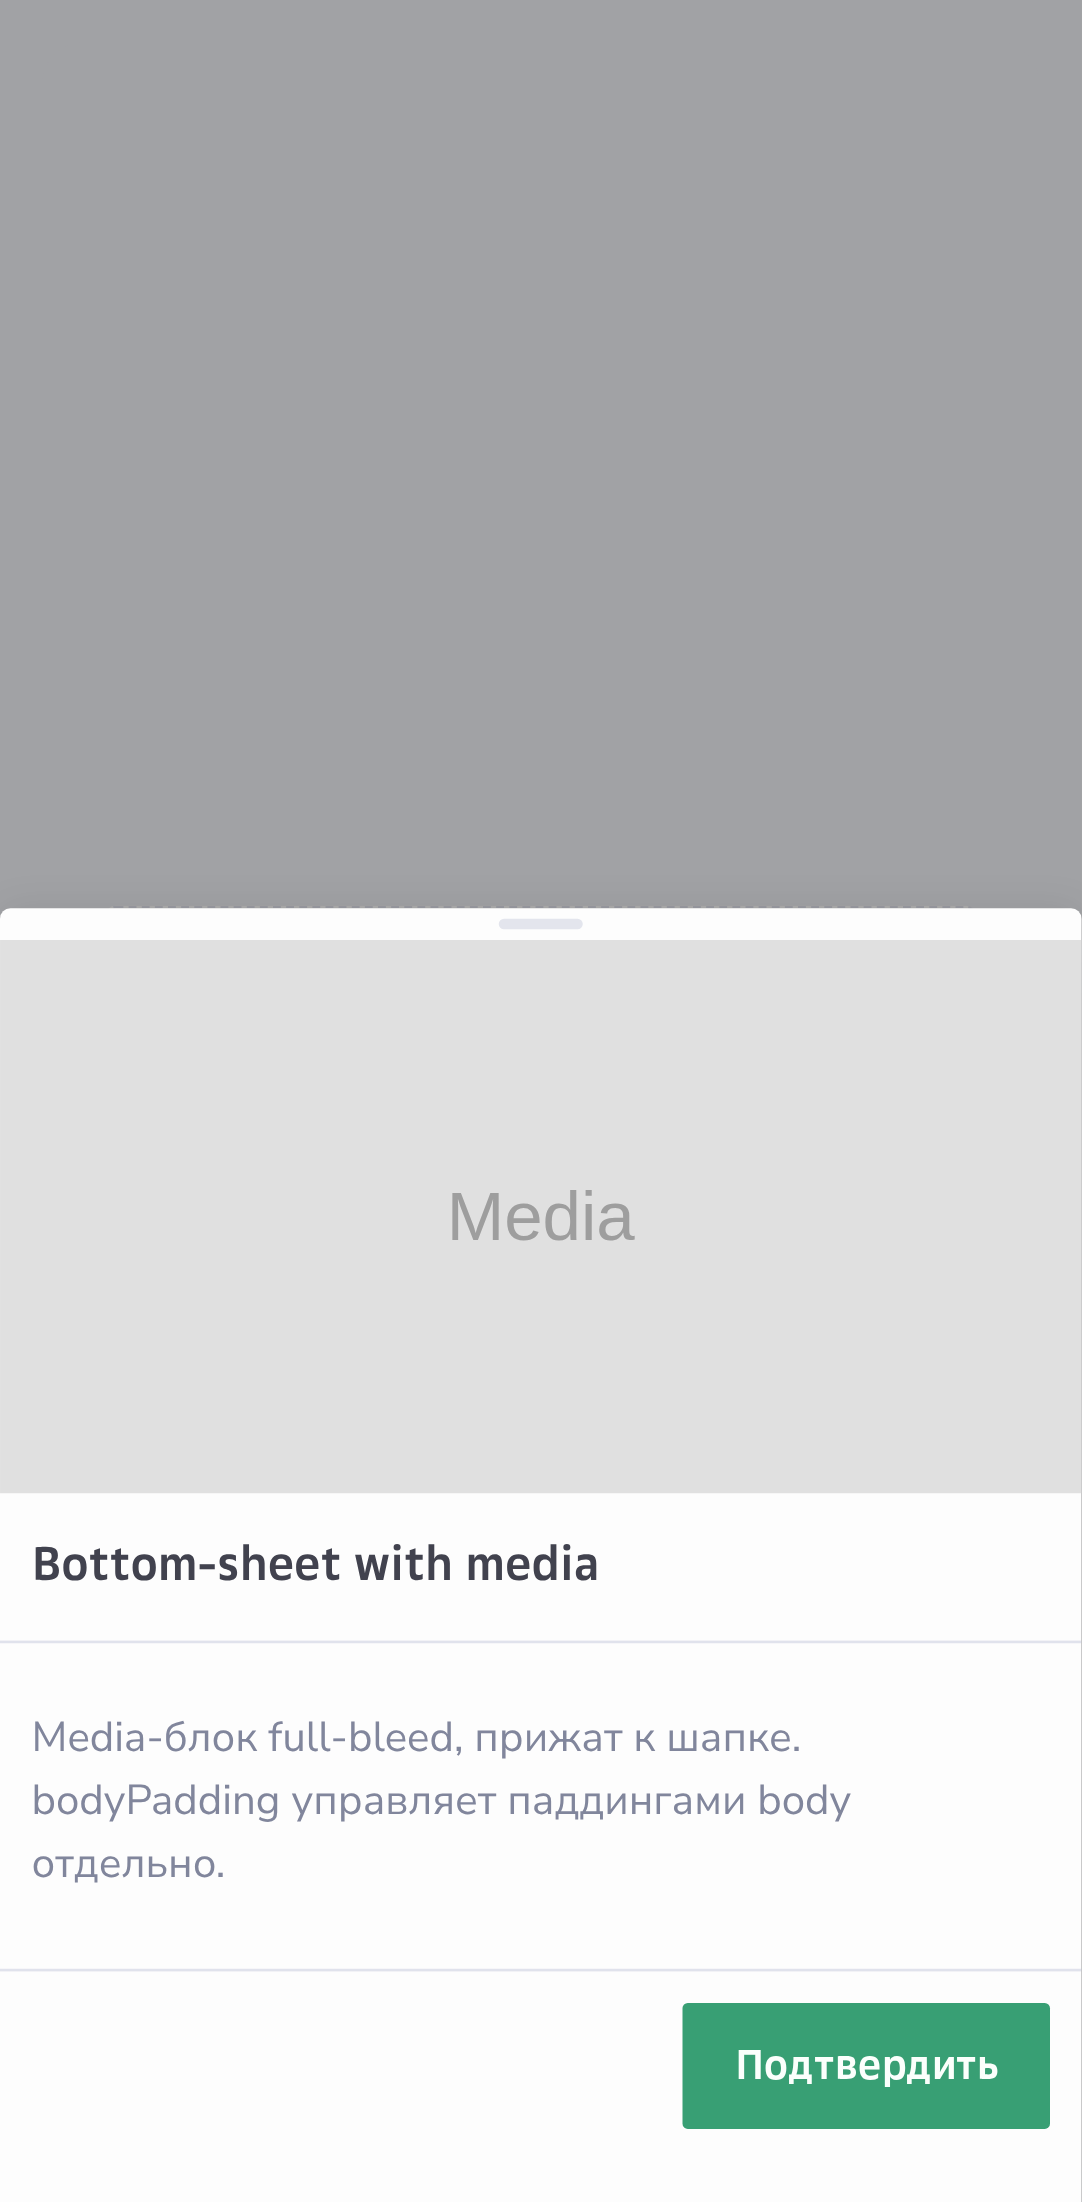 Media
Bottom-sheet with media
Media-блок full-bleed, прижат к шапке.
bodyPadding управляет паддингами body
отдельно.
Подтвердить